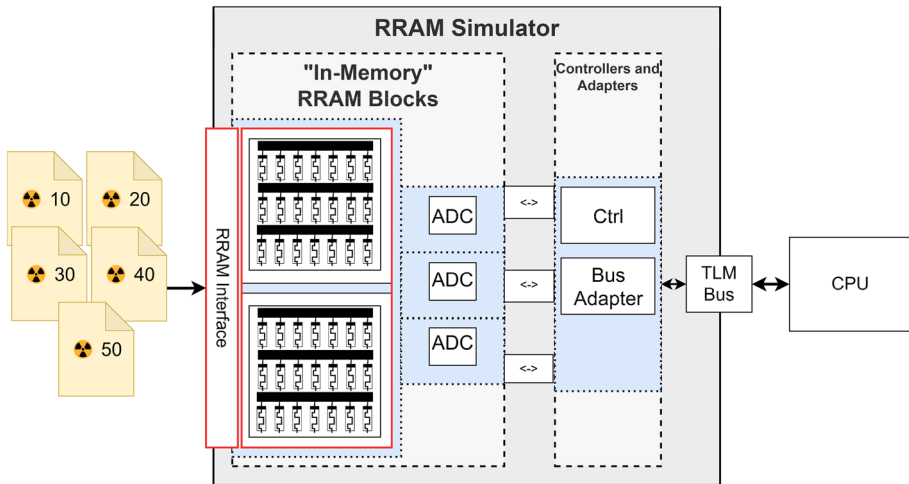 RRAM Simulator
"In-Memory"
RRAM Blocks
Controllers and
Adapters
10
20
30
40
50
RRAM Interface
ADC
ADC
ADC
<->
<->
<->
Ctrl
Bus
Adapter
TLM
Bus
CPU